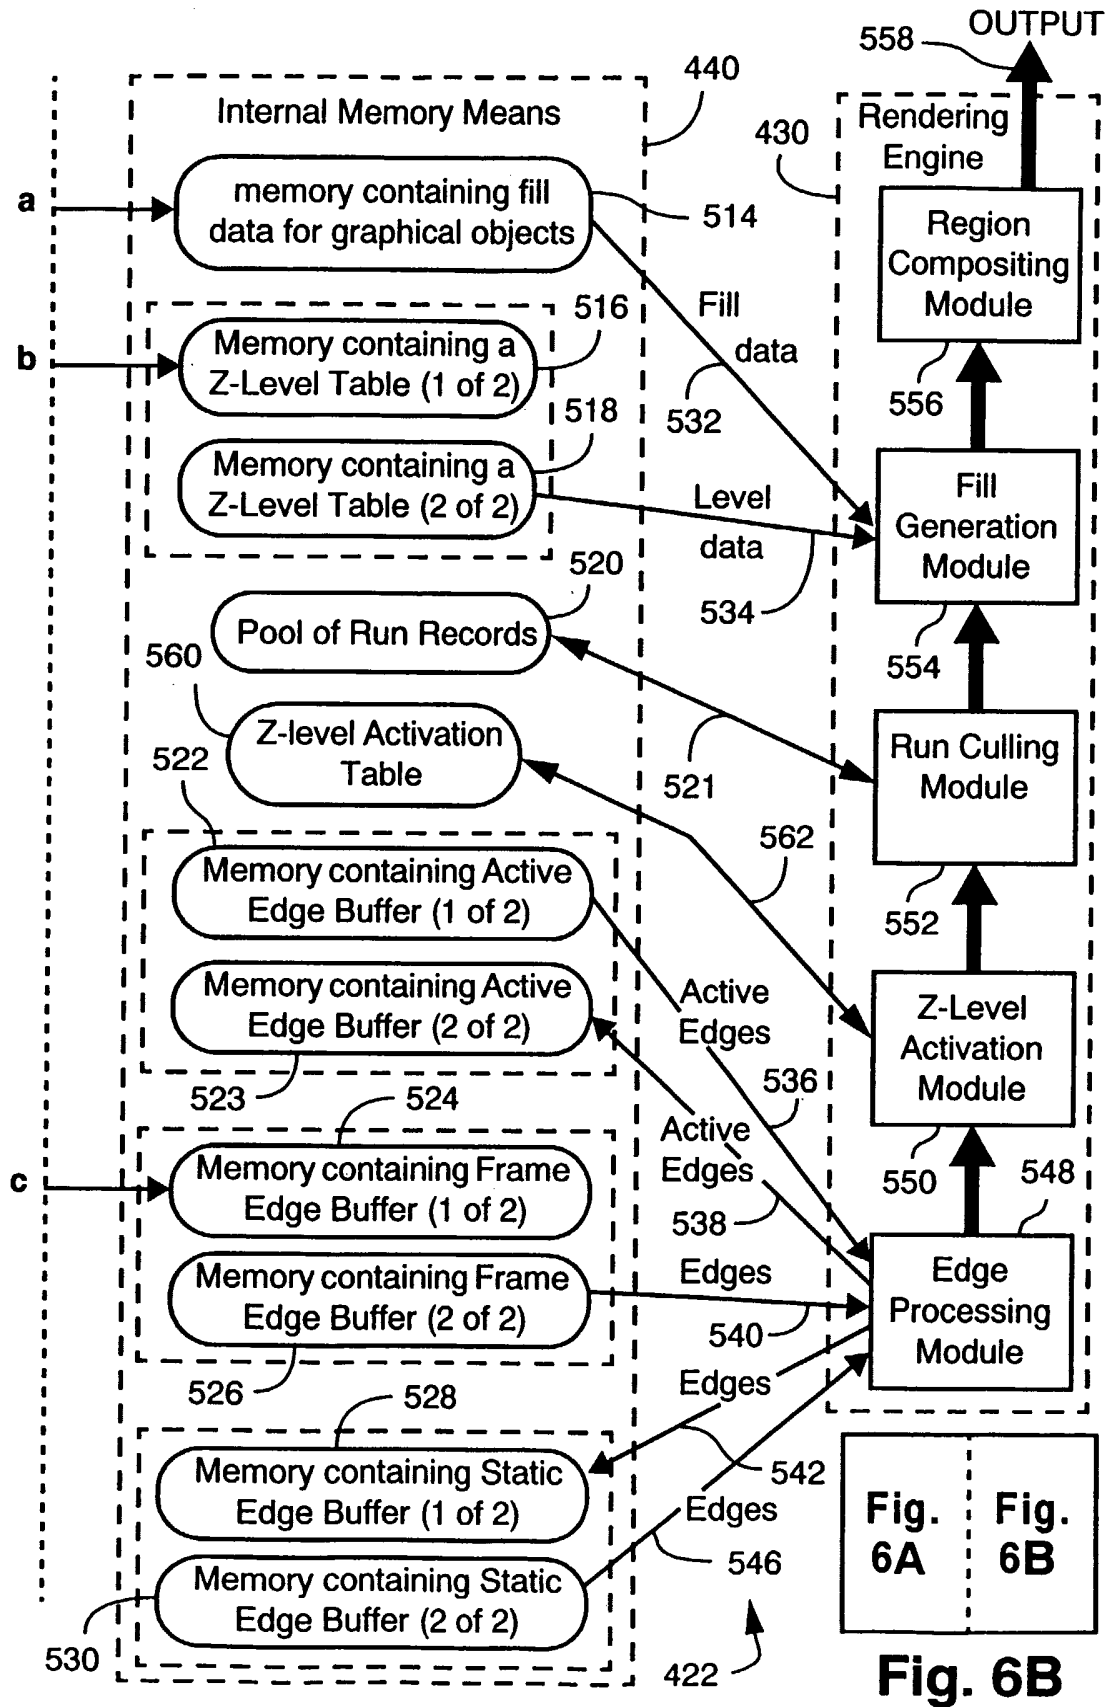 OUTPUT
558
440
Internal Memory Means
430
Rendering
Engine
a
memory containing fill
data for graphical objects
514
Region
Compositing
Module
556
Fill
data
532
b
516
Memory containing a
Z-Level Table (1 of 2)
518
Memory containing a
Z-Level Table (2 of 2)
Level
data
534
Fill
Generation
Module
554
520
Pool of Run Records
521
560
Z-level Activation
Table
562
Run Culling
Module
552
522
Memory containing Active
Edge Buffer (1 of 2)
Memory containing Active
Edge Buffer (2 of 2)
523
Active
Edges
536
Active
Edges
538
Z-Level
Activation
Module
550
548
c
524
Memory containing Frame
Edge Buffer (1 of 2)
Memory containing Frame
Edge Buffer (2 of 2)
526
Edges
540
Edge
Processing
Module
528
Memory containing Static
Edge Buffer (1 of 2)
Memory containing Static
Edge Buffer (2 of 2)
530
Edges
542
Edges
546
422
Fig.
6A
Fig.
6B
Fig. 6B